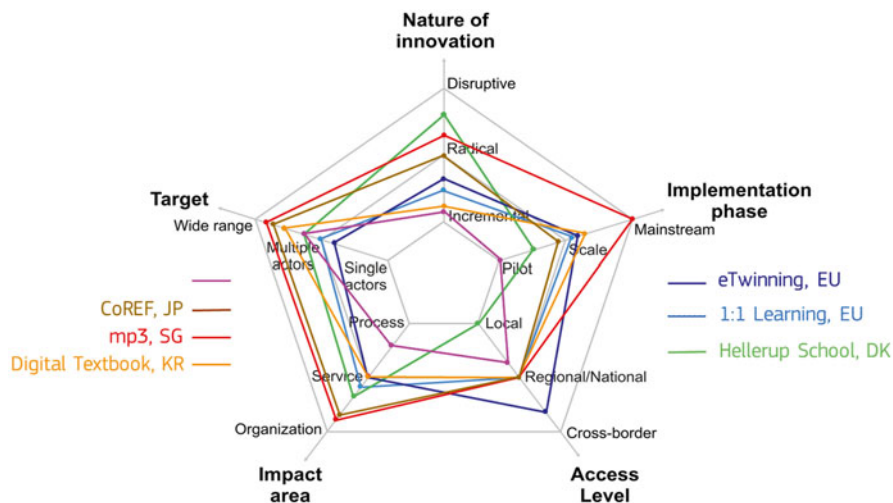 Nature of
innovation
Disruptive
Radical
Incremental
Implementation
phase
Mainstream
Scale
Pilot
Target
Wide range
Multiple
actors
Single
actors
Process
Service
Organization
Impact
area
Local
Regional/National
Cross-border
Access
Level
CoREF, JP
mp3, SG
Digital Textbook, KR
eTwinning, EU
1:1 Learning, EU
Hellerup School, DK